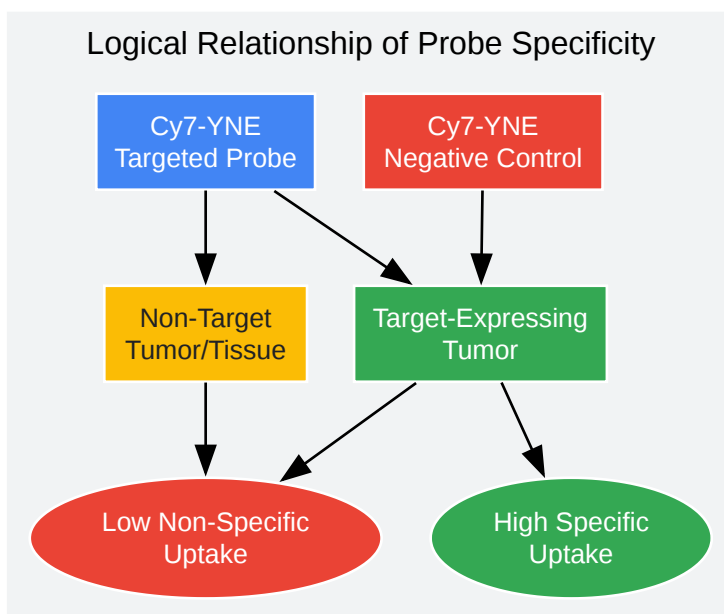 Logical Relationship of Probe Specificity
Cy7-YNE
Targeted Probe
Cy7-YNE
Negative Control
Non-Target
Tumor/Tissue
Target-Expressing
Tumor
Low Non-Specific
Uptake
High Specific
Uptake